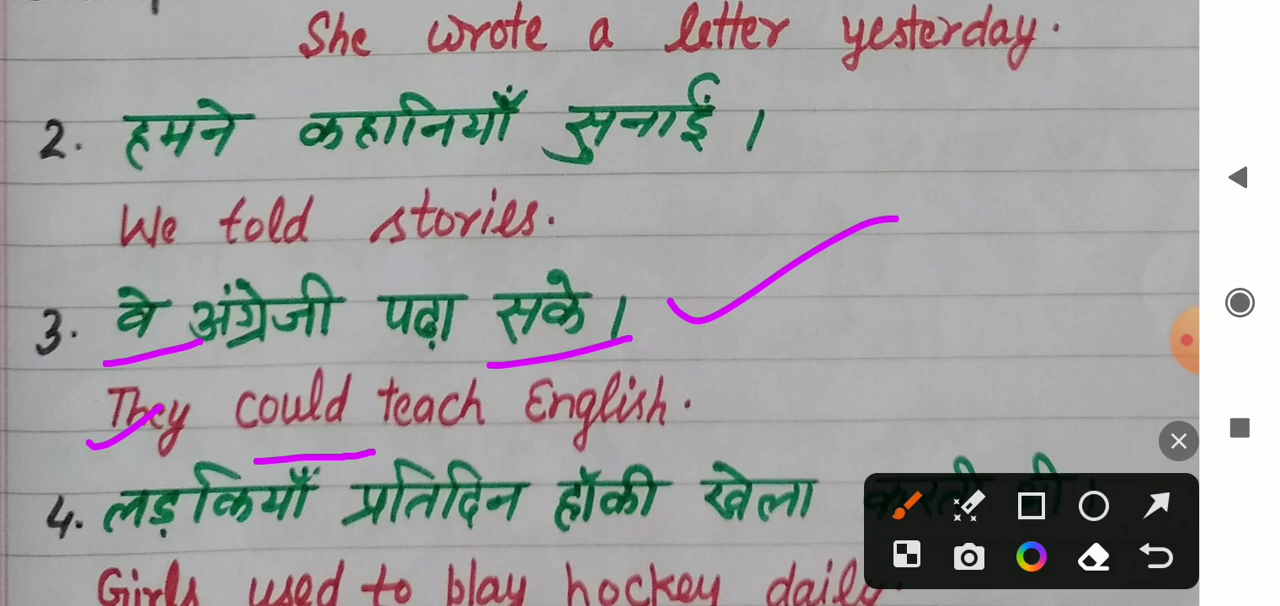 She wrote a letter yesterday.
2. हमने कहानियाँ सुनाईं ।
We told stories.
3. वे अंग्रेजी पढ़ा सके ।
They could teach English.
4. लड़कियाँ प्रतिदिन हॉकी खेला करती थी ।
Girls used to play hockey daily.